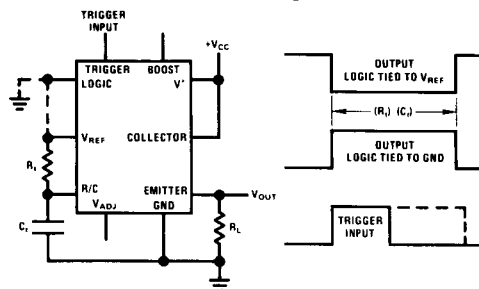 TRIGGER
INPUT
+VCC
TRIGGER
BOOST
LOGIC
V+
VREF
COLLECTOR
Rt
R/C
EMITTER
VADJ
GND
VOUT
Ct
RL
OUTPUT
LOGIC TIED TO VREF
(Rt) (Ct)
OUTPUT
LOGIC TIED TO GND
TRIGGER
INPUT